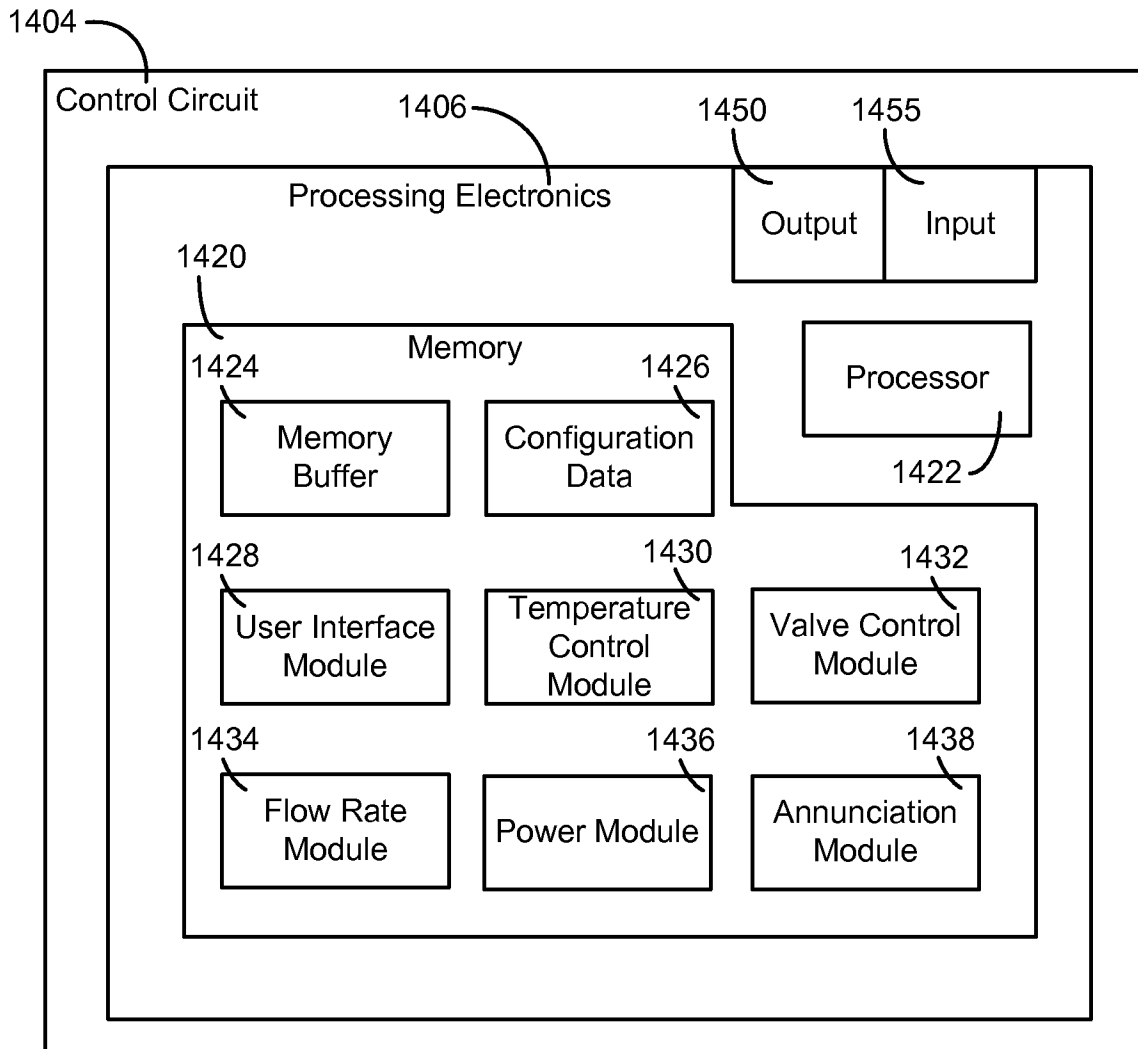 1404
Control Circuit
1406
1450
1455
Processing Electronics
Output
Input
1420
Memory
1424
1426
Processor
Memory
Buffer
Configuration
Data
1422
1428
1430
1432
User Interface
Module
Temperature
Control
Module
Valve Control
Module
1434
1436
1438
Flow Rate
Module
Power Module
Annunciation
Module